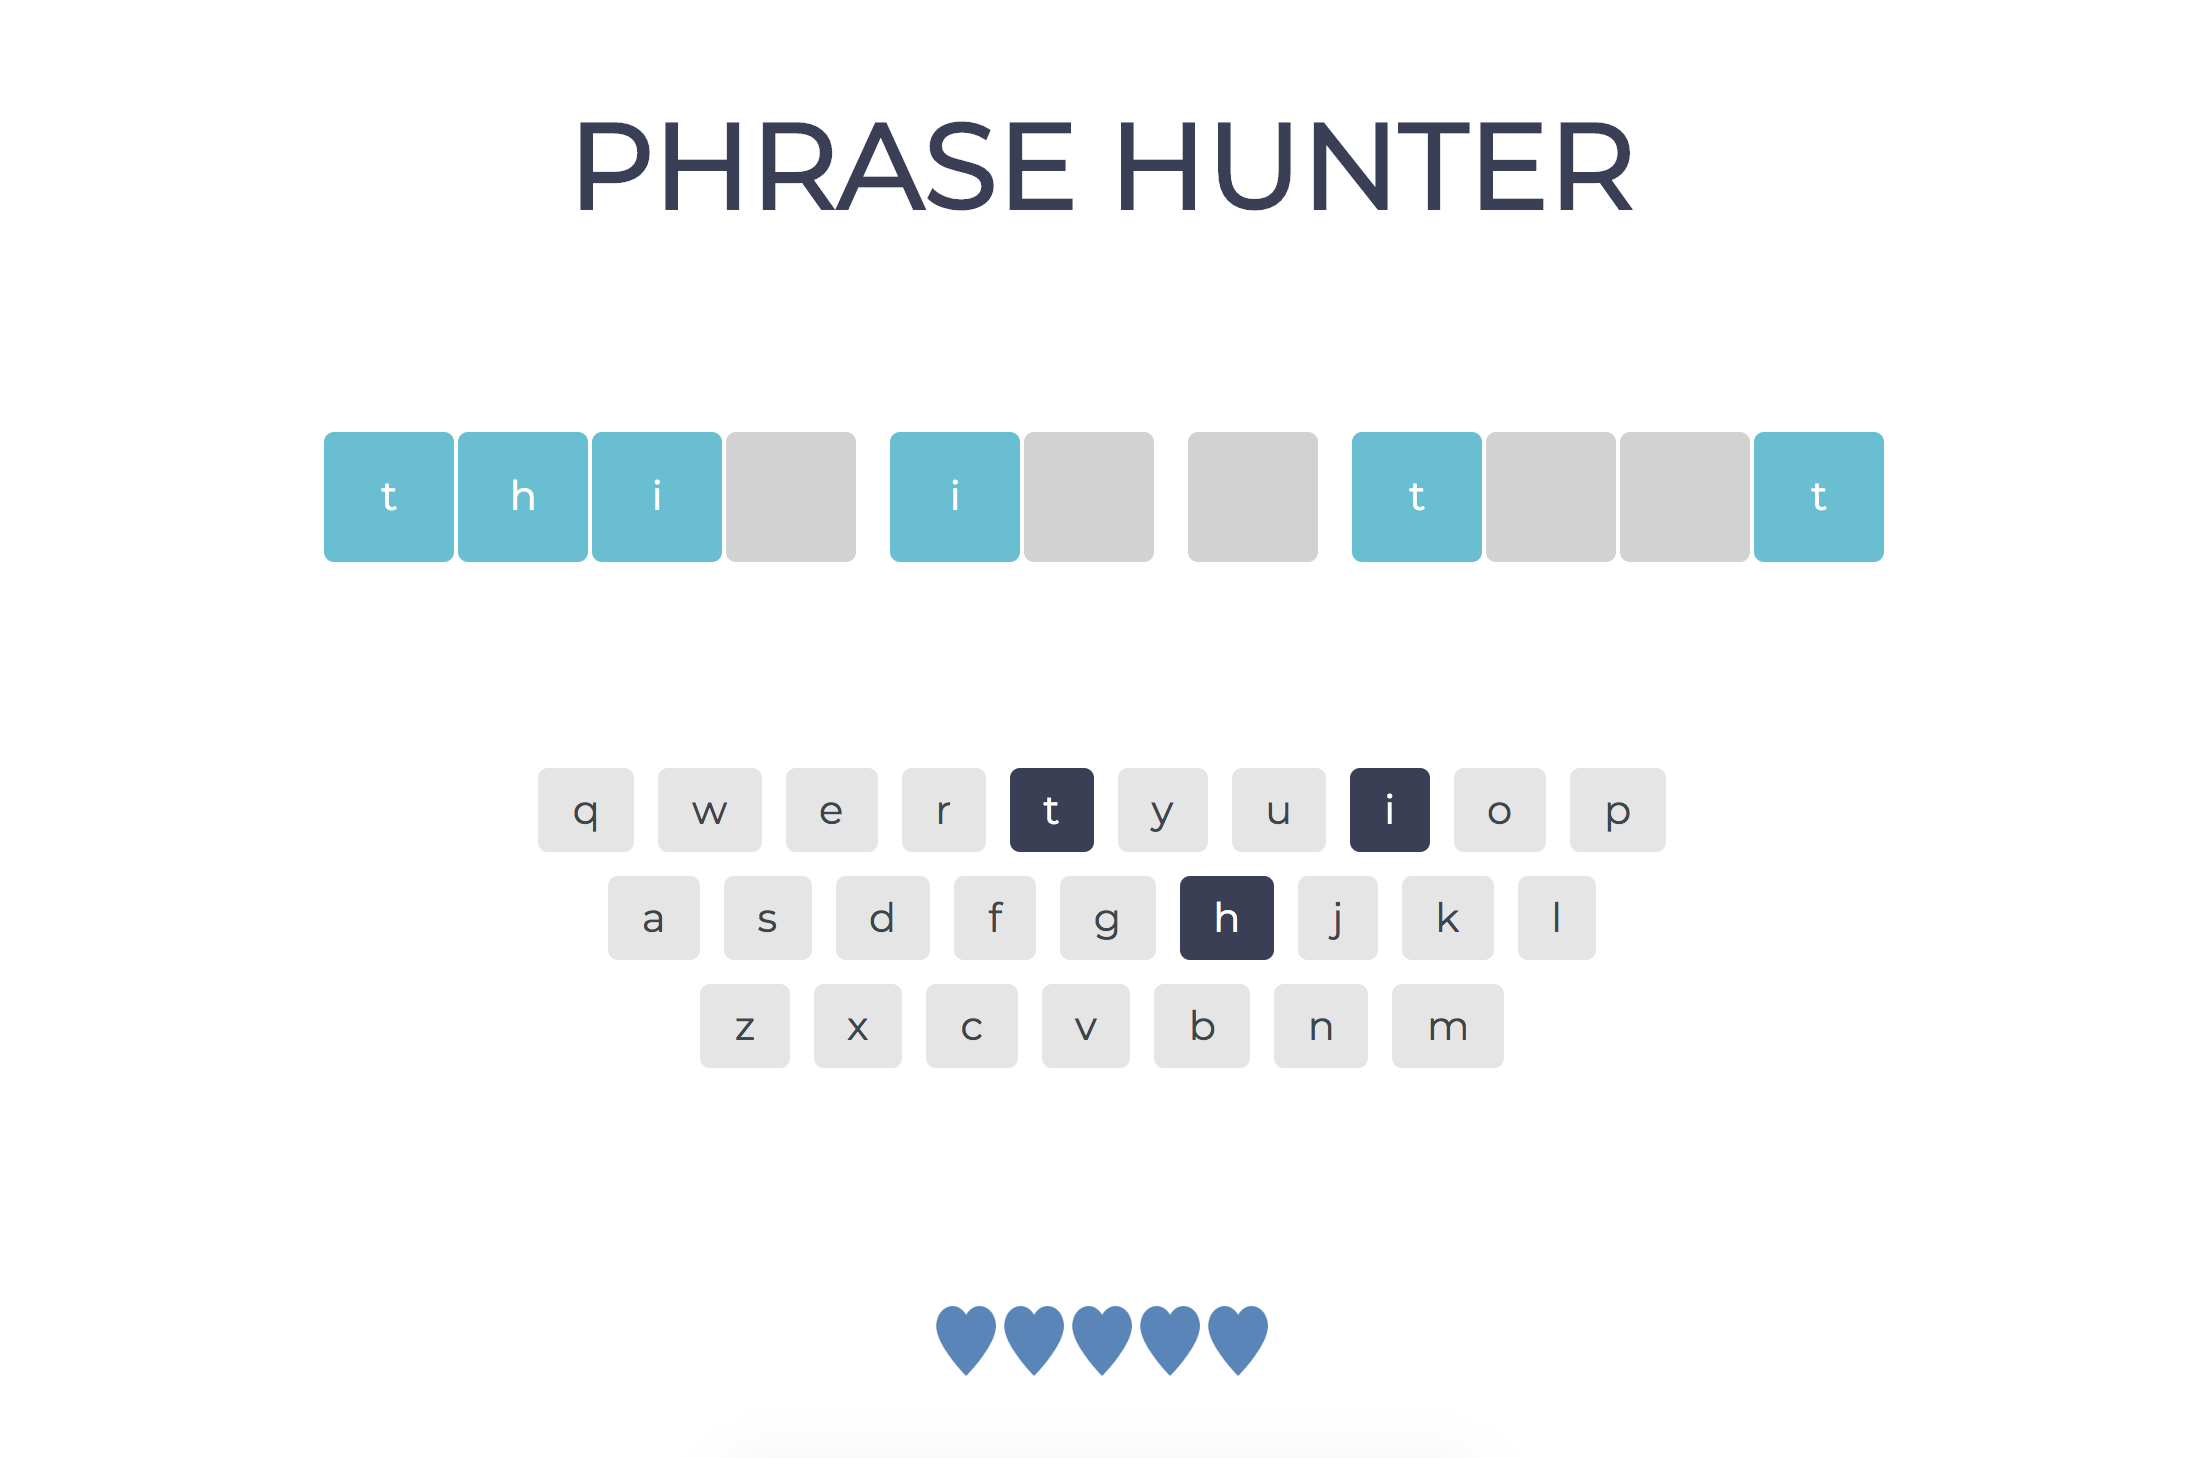 PHRASE HUNTER
t h i i t t
q w e r t y u i o p
a s d f g h j k l
z x c v b n m